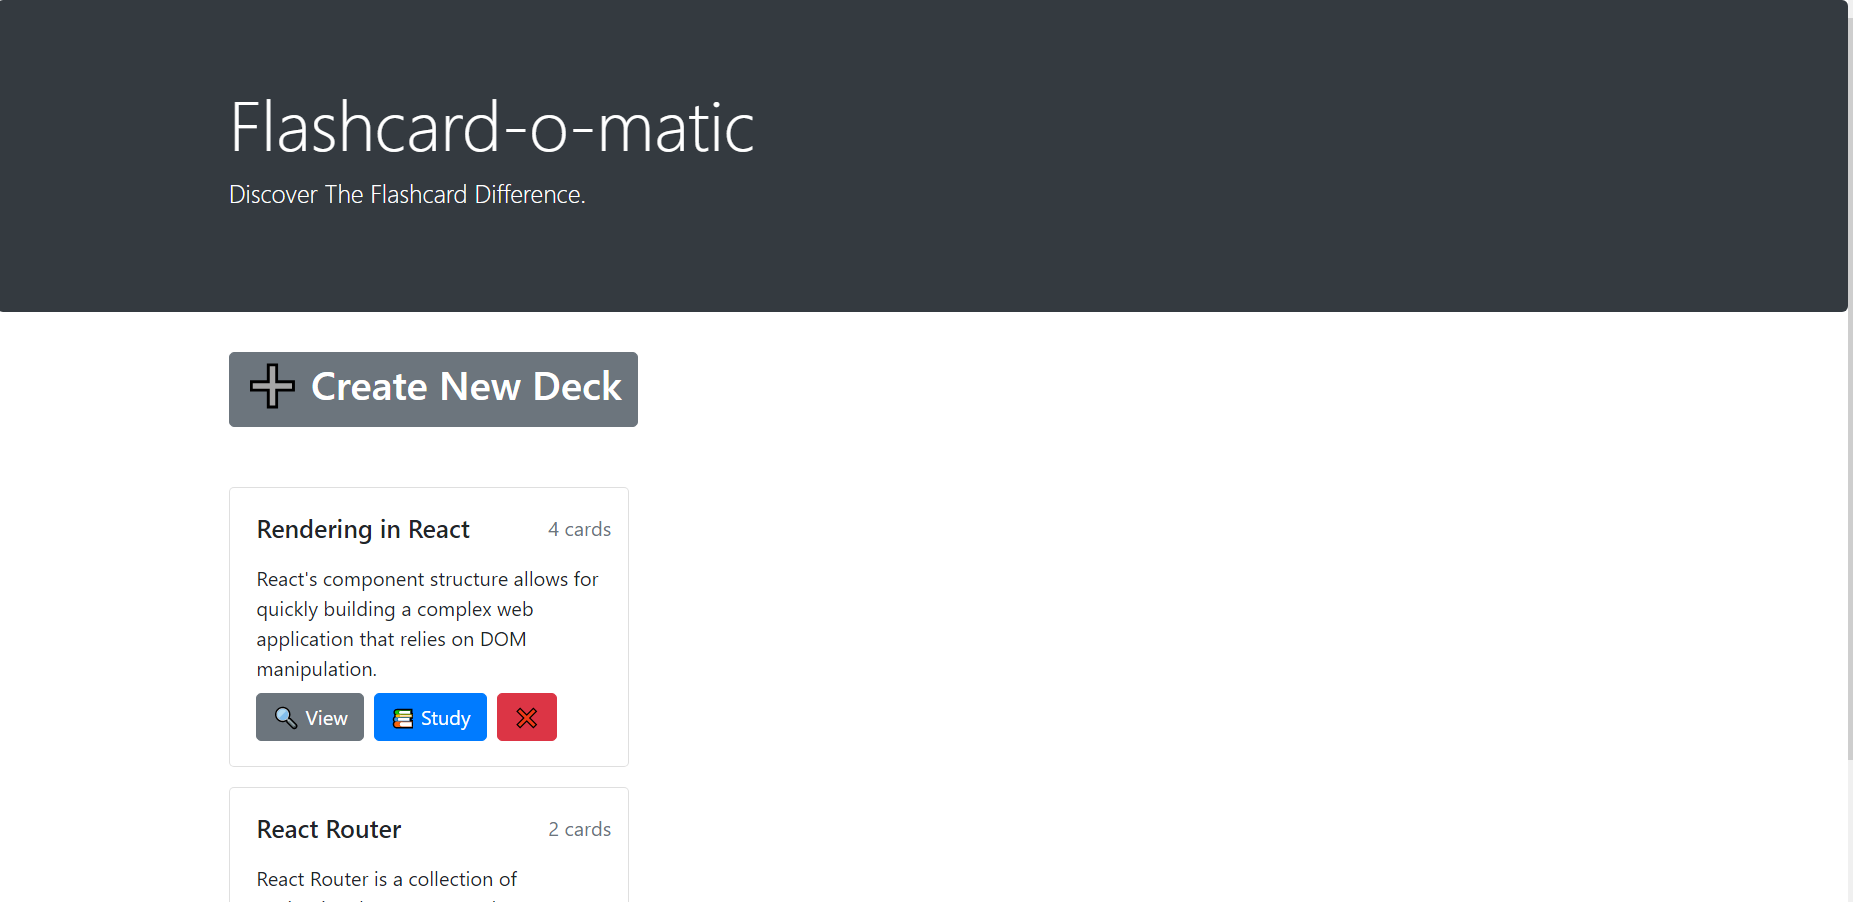 Flashcard-o-matic
Discover The Flashcard Difference.
Create New Deck
Rendering in React
4 cards
React's component structure allows for
quickly building a complex web
application that relies on DOM
manipulation.
View
Study
React Router
2 cards
React Router is a collection of